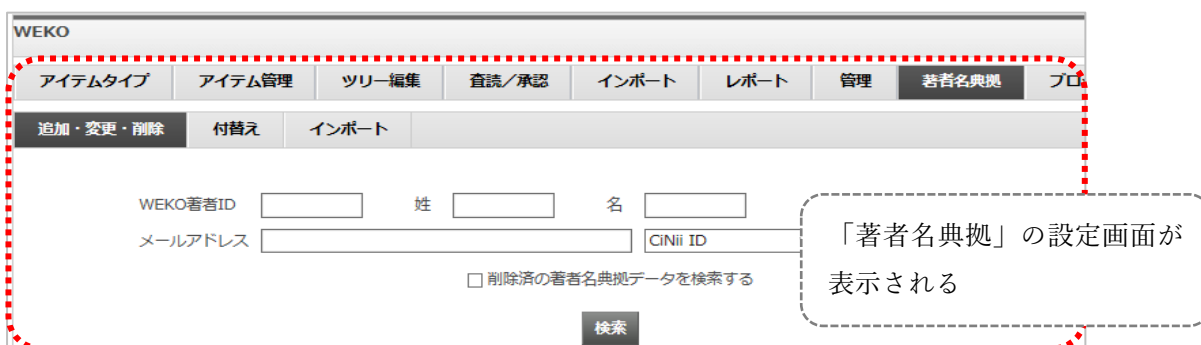 WEKO
アイテムタイプ アイテム管理 ツリー編集 査読／承認 インポート レポート 管理 著者名典拠 ブロ
追加・変更・削除 付替え インポート
WEKO著者ID 姓 名
メールアドレス CiNii ID
削除済の著者名典拠データを検索する
検索
「著者名典拠」の設定画面が
表示される